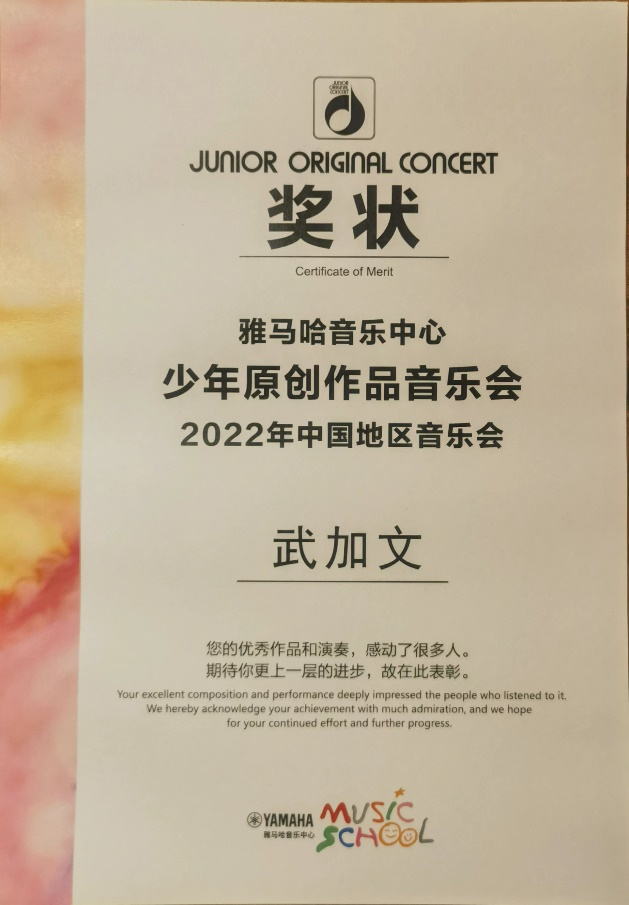 JUNIOR
ORIGINAL
CONCERT
JUNIOR ORIGINAL CONCERT
奖状
Certificate of Merit
雅马哈音乐中心
少年原创作品音乐会
2022年中国地区音乐会
武加文
您的优秀作品和演奏，感动了很多人。
期待你更上一层的进步，故在此表彰。
Your excellent composition and performance deeply impressed the people who listened to it.
We hereby acknowledge your achievement with much admiration, and we hope
for your continued effort and further progress.
YAMAHA
雅马哈音乐中心
MUSIC
SCHOOL